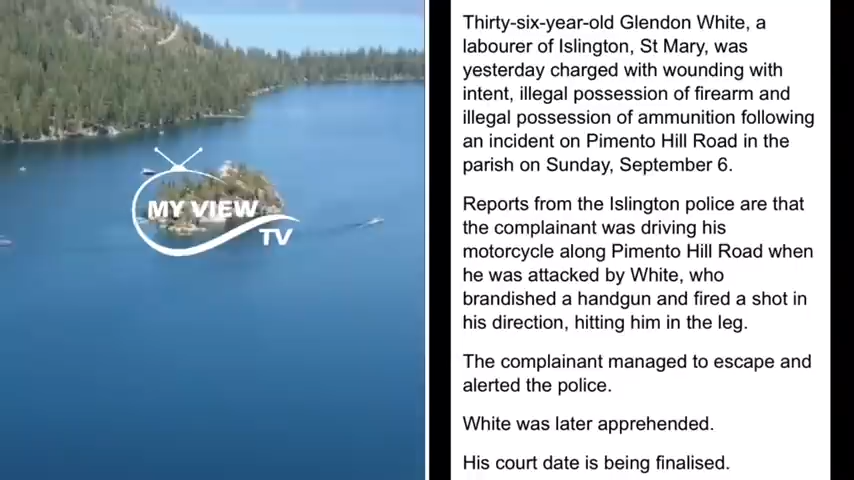 MY VIEW
TV
Thirty-six-year-old Glendon White, a
labourer of Islington, St Mary, was
yesterday charged with wounding with
intent, illegal possession of firearm and
illegal possession of ammunition following
an incident on Pimento Hill Road in the
parish on Sunday, September 6.
Reports from the Islington police are that
the complainant was driving his
motorcycle along Pimento Hill Road when
he was attacked by White, who
brandished a handgun and fired a shot in
his direction, hitting him in the leg.
The complainant managed to escape and
alerted the police.
White was later apprehended.
His court date is being finalised.